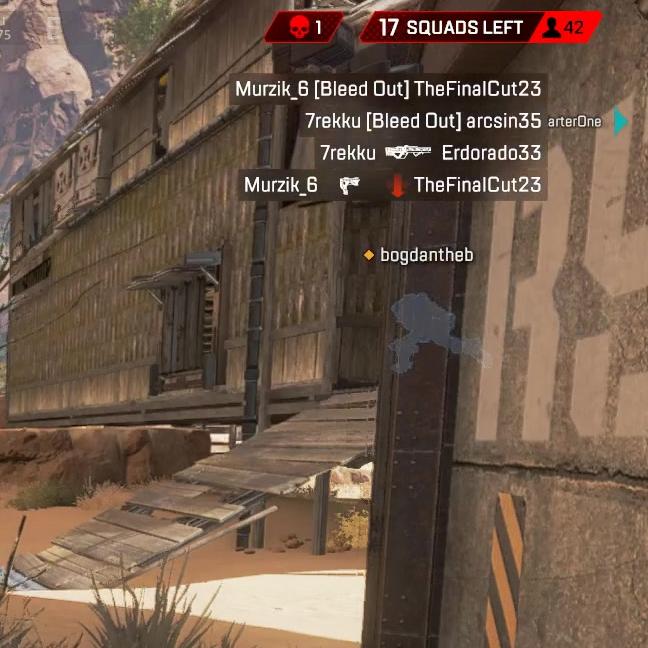 1 17 SQUADS LEFT 42
75
Murzik_6 [Bleed Out] TheFinalCut23
7rekku [Bleed Out] arcsin35 arterOne
7rekku Erdorado33
Murzik_6 TheFinalCut23
bogdantheb